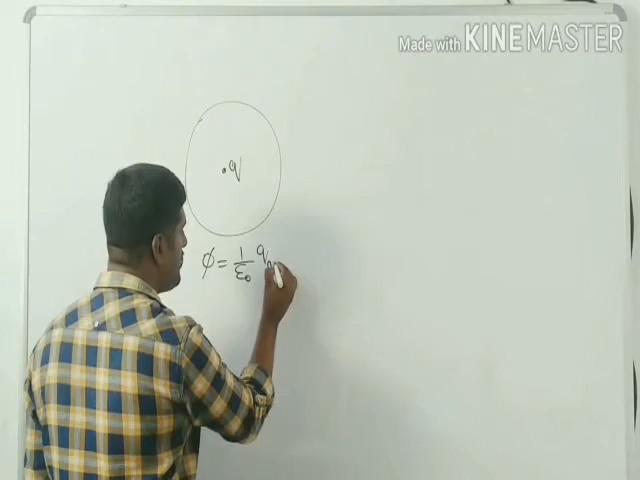 Made with KINEMASTER
q
φ = 1/ε₀ q